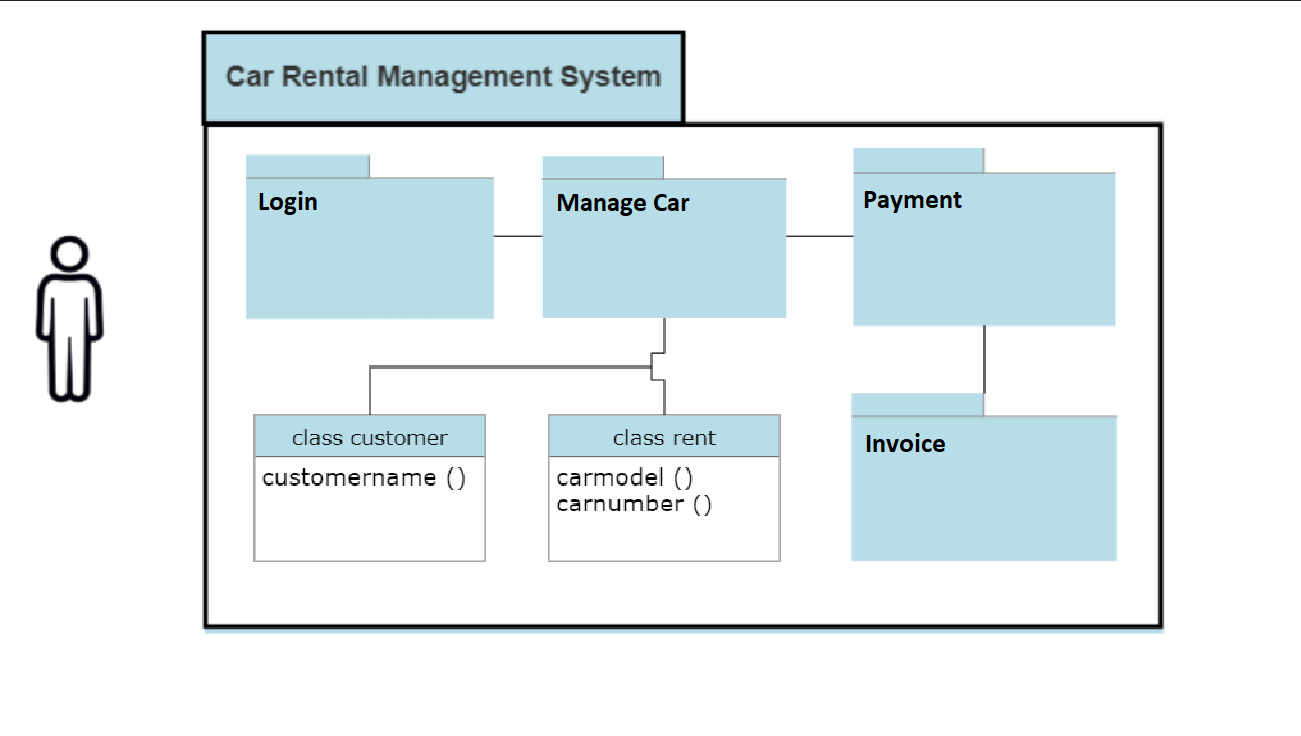 Car Rental Management System
Login
Manage Car
Payment
class customer
customername ()
class rent
carmodel ()
carnumber ()
Invoice